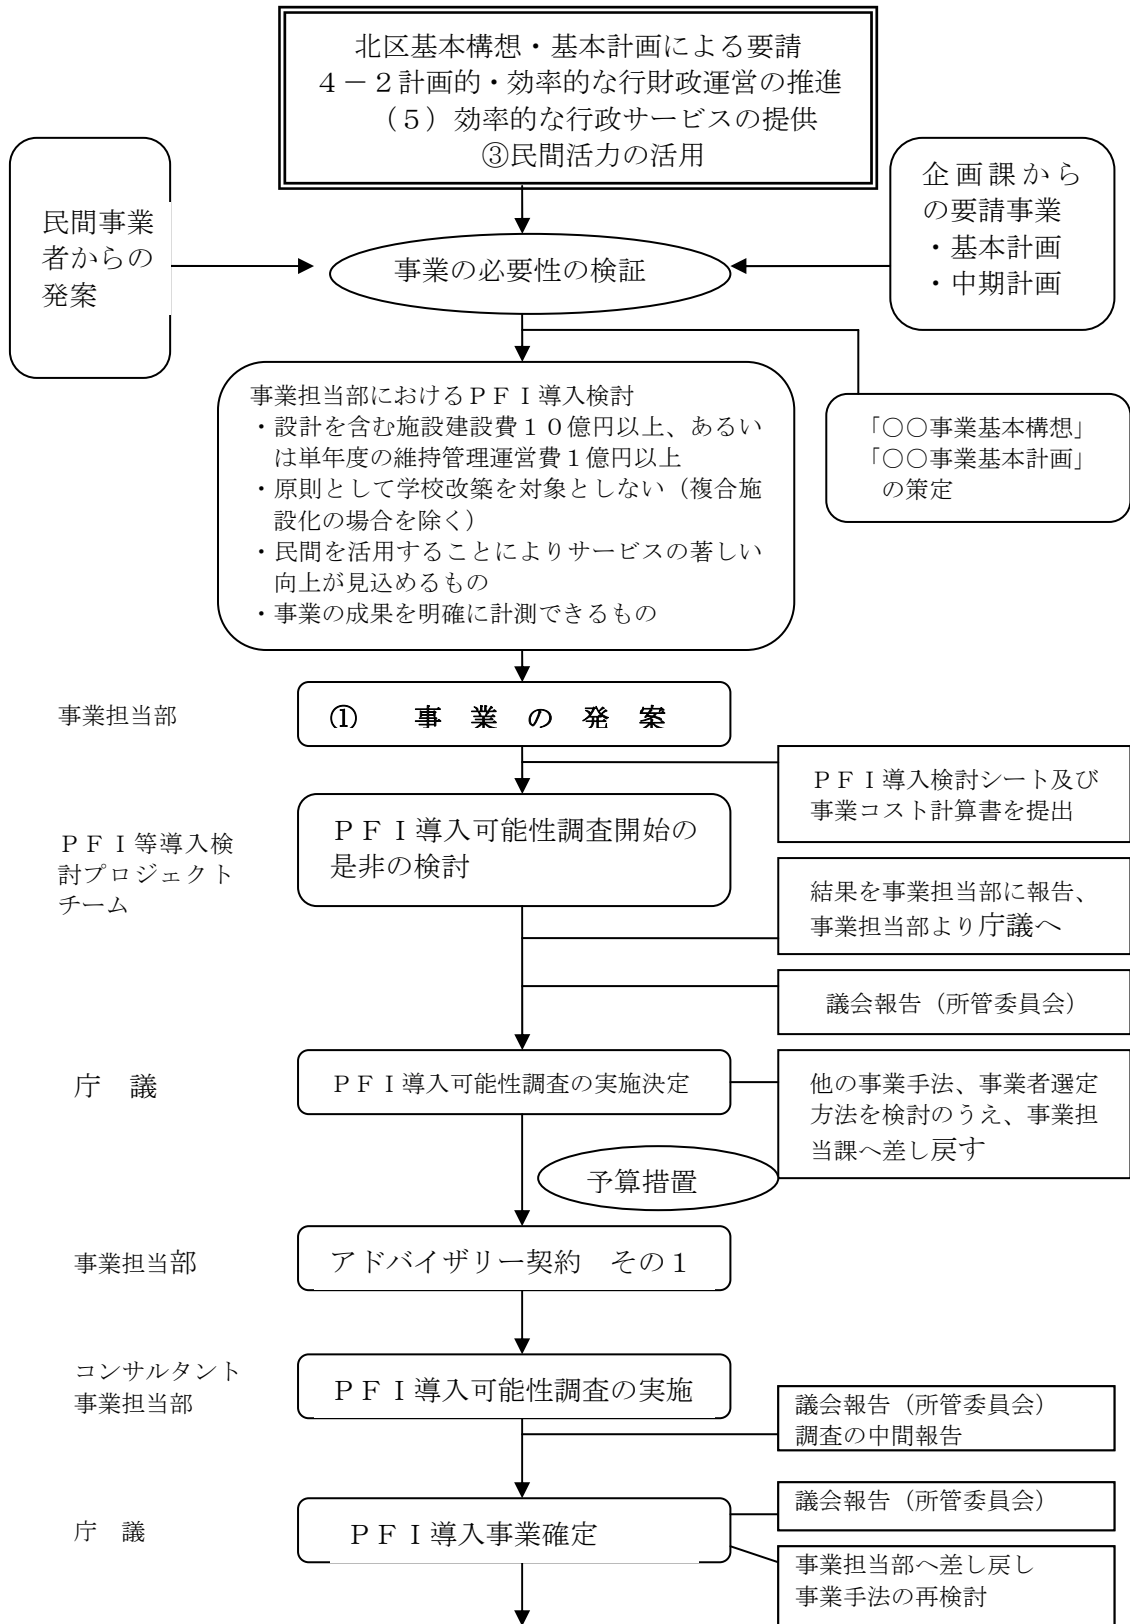 北区基本構想・基本計画による要請
４－２計画的・効率的な行財政運営の推進
（５）効率的な行政サービスの提供
③民間活力の活用
民間事業
者からの
発案
事業の必要性の検証
企画課から
の要請事業
・基本計画
・中期計画
事業担当部におけるＰＦＩ導入検討
・設計を含む施設建設費１０億円以上、あるい
は単年度の維持管理運営費１億円以上
・原則として学校改築を対象としない（複合施
設化の場合を除く）
・民間を活用することによりサービスの著しい
向上が見込めるもの
・事業の成果を明確に計測できるもの
「○○事業基本構想」
「○○事業基本計画」
の策定
事業担当部
① 事 業 の 発 案
ＰＦＩ導入検討シート及び
事業コスト計算書を提出
ＰＦＩ等導入検
討プロジェクト
チーム
ＰＦＩ導入可能性調査開始の
是非の検討
結果を事業担当部に報告、
事業担当部より庁議へ
議会報告（所管委員会）
庁　議
ＰＦＩ導入可能性調査の実施決定
他の事業手法、事業者選定
方法を検討のうえ、事業担
当課へ差し戻す
予算措置
事業担当部
アドバイザリー契約　その１
コンサルタント
事業担当部
ＰＦＩ導入可能性調査の実施
議会報告（所管委員会）
調査の中間報告
庁　議
ＰＦＩ導入事業確定
議会報告（所管委員会）
事業担当部へ差し戻し
事業手法の再検討